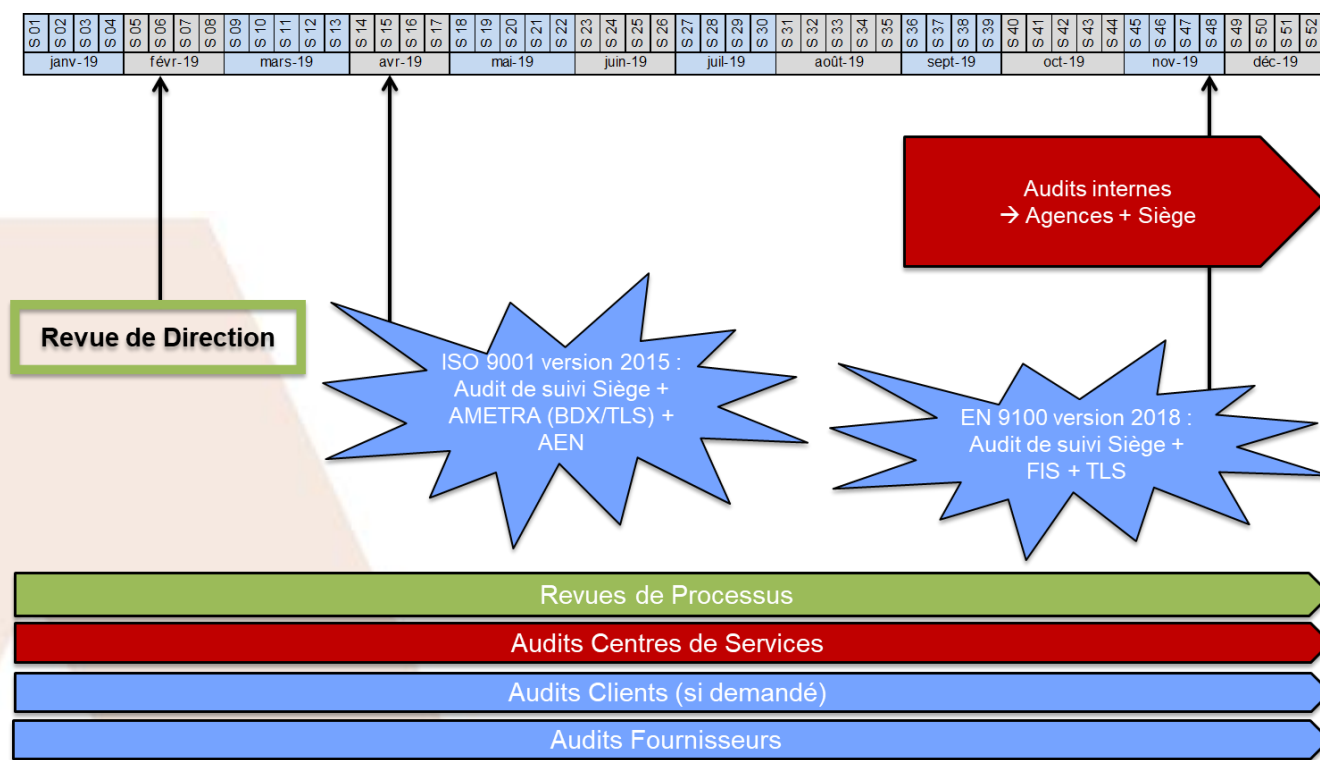 S 01 S 02 S 03 S 04 S 05 S 06 S 07 S 08 S 09 S 10 S 11 S 12 S 13 S 14 S 15 S 16 S 17 S 18 S 19 S 20 S 21 S 22 S 23 S 24 S 25 S 26 S 27 S 28 S 29 S 30 S 31 S 32 S 33 S 34 S 35 S 36 S 37 S 38 S 39 S 40 S 41 S 42 S 43 S 44 S 45 S 46 S 47 S 48 S 49 S 50 S 51 S 52
janv-19 févr-19 mars-19 avr-19 mai-19 juin-19 juil-19 août-19 sept-19 oct-19 nov-19 déc-19
Audits internes
→ Agences + Siège
Revue de Direction
ISO 9001 version 2015 :
Audit de suivi Siège +
AMETRA (BDX/TLS) +
AEN
EN 9100 version 2018 :
Audit de suivi Siège +
FIS + TLS
Revues de Processus
Audits Centres de Services
Audits Clients (si demandé)
Audits Fournisseurs